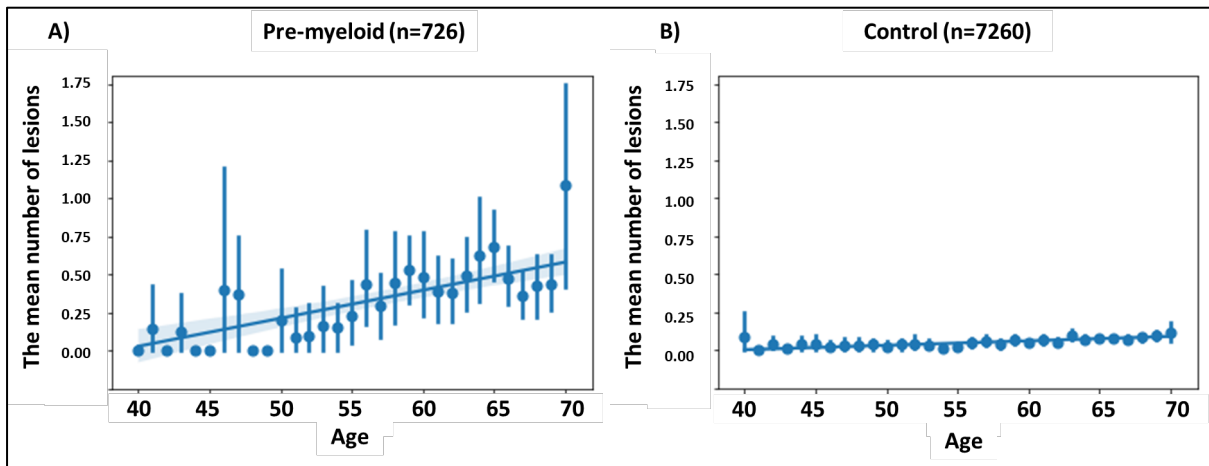 A)
Pre-myeloid (n=726)
The mean number of lesions
1.75
1.50
1.25
1.00
0.75
0.50
0.25
0.00
40 45 50 55 60 65 70
Age
B)
Control (n=7260)
The mean number of lesions
1.75
1.50
1.25
1.00
0.75
0.50
0.25
0.00
40 45 50 55 60 65 70
Age